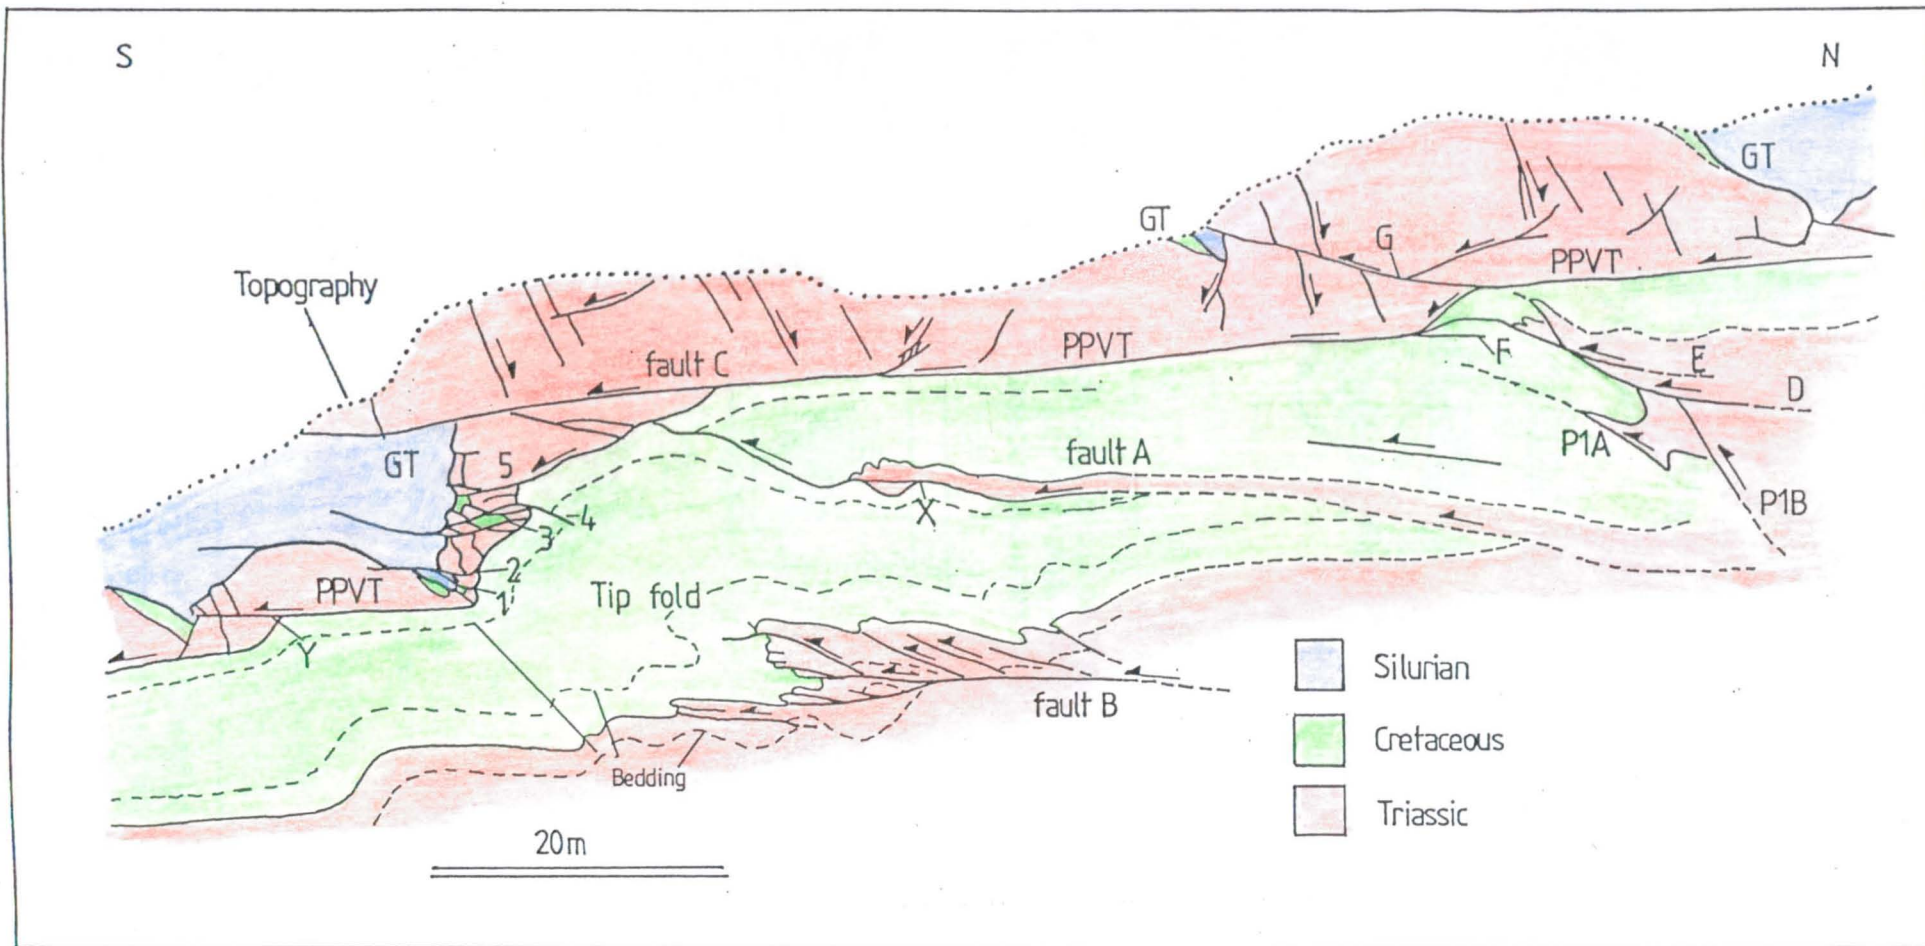 S
N
GT
GT
G
PPVT
Topography
PPVT
fault C
F
E
D
GT
5
fault A
P1A
X
P1B
4
3
2
1
PPVT
Tip fold
Y
Silurian
fault B
Cretaceous
Bedding
Triassic
20m